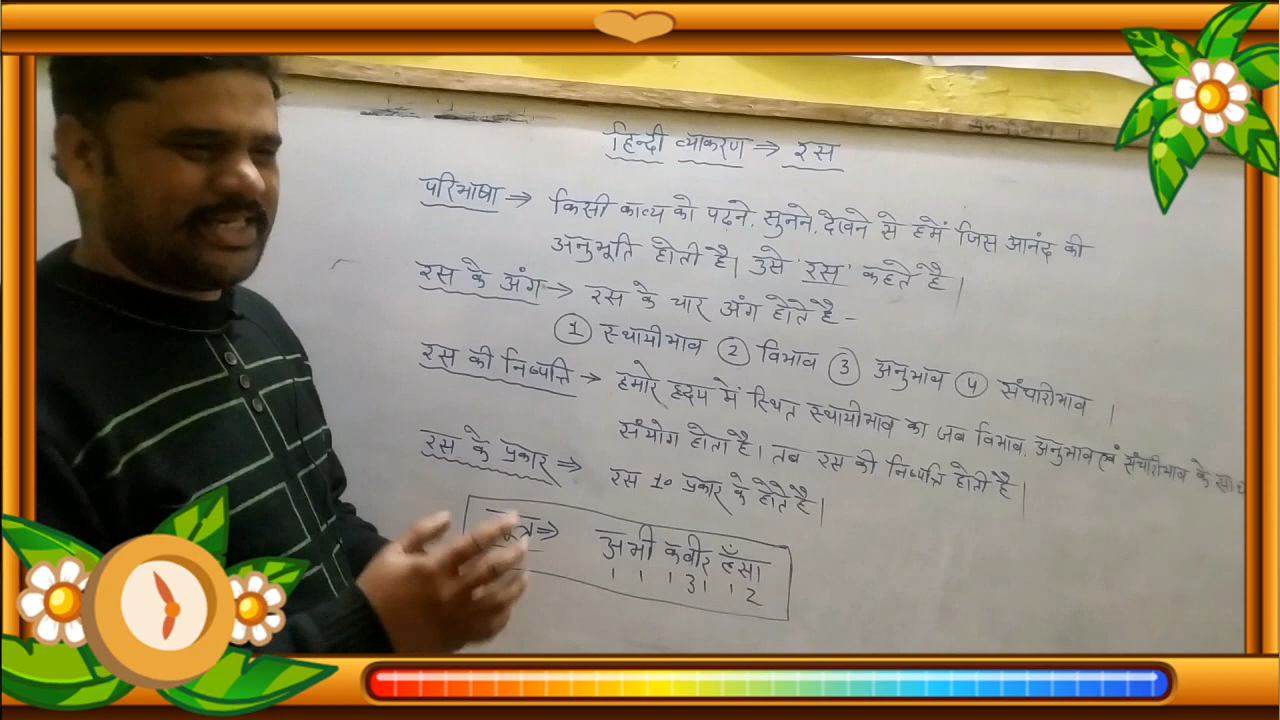 हिन्दी व्याकरण ⇒ रस
परिभाषा ⇒ किसी काव्य को पढ़ने, सुनने, देखने से हमें जिस आनंद की
अनुभूति होती है। उसे 'रस' कहते है।
रस के अंग → रस के चार अंग होते है -
① स्थायीभाव ② विभाव ③ अनुभाव ④ संचारीभाव ।
रस की निष्पत्ति → हमारे हृदय में स्थित स्थायीभाव का जब विभाव, अनुभाव एवं संचारीभाव के साथ
संयोग होता है। तब रस की निष्पत्ति होती है।
रस के प्रकार ⇒ रस 10 प्रकार के होते है।
⇒ अभी कबीर हँसा
1 1 1 3 1 1 2